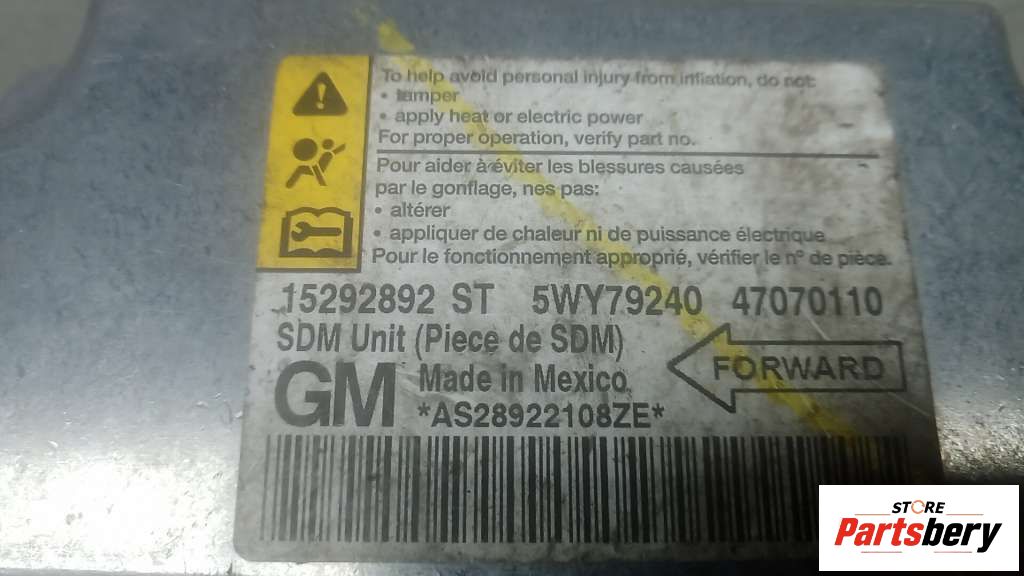 To help avoid personal injury from inflation, do not:
• tamper
• apply heat or electric power
For proper operation, verify part no.
Pour aider à éviter les blessures causées
par le gonflage, nes pas:
• altérer
• appliquer de chaleur ni de puissance électrique
Pour le fonctionnement approprié, vérifier le n° de pièce.
15292892 ST 5WY79240 47070110
SDM Unit (Piece de SDM)
GM Made in Mexico
FORWARD
*AS28922108ZE*
STORE
Partsbery